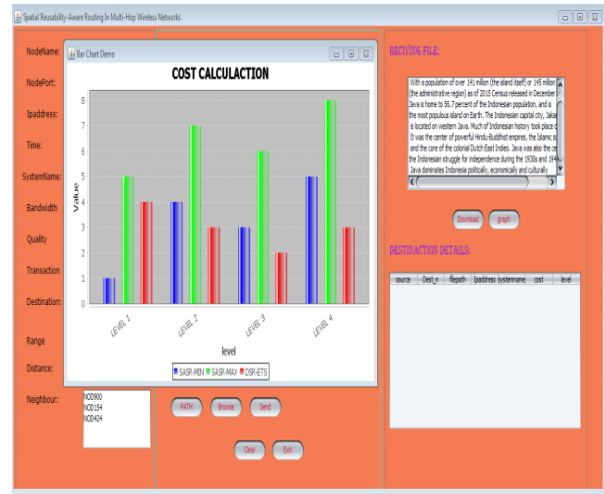 Spatial Reusability-Aware Routing In Multi-Hop Wireless Networks
NodeName:
NodePort:
Ipaddress:
Time:
SystemName:
Bandwidth
Quality
Transaction
Destination:
Range
Distance:
Neighbour:
NOD900
NOD154
NOD424
Bar Chart Demo
COST CALCULACTION
Value
8
7
6
5
4
3
2
1
0
LEVEL 1
LEVEL 2
LEVEL 3
LEVEL 4
level
SASR-MIN SASR-MAX DSR-ETS
PATH
Browse
Send
Clear
Exit
RECIVING FILE:
With a population of over 141 million (the island itself) or 145 million
(the administrative region) as of 2015 Census released in December
Java is home to 56.7 percent of the Indonesian population, and is
the most populous island on Earth. The Indonesian capital city, Jaka
is located on western Java. Much of Indonesian history took place o
It was the center of powerful Hindu-Buddhist empires, the Islamic su
and the core of the colonial Dutch East Indies. Java was also the ce
the Indonesian struggle for independence during the 1930s and 194
Java dominates Indonesia politically, economically and culturally
Download
graph
DESTINACTION DETAILS:
source Dest_n filepath Ipaddress systemname cost level